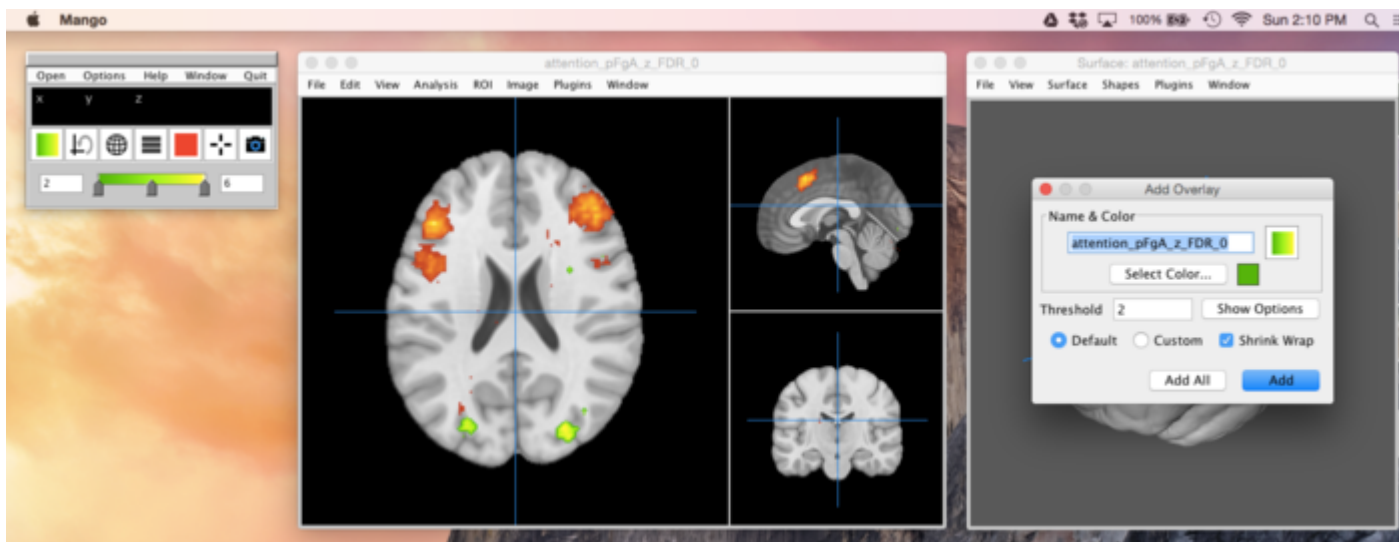 Mango 100% Sun 2:10 PM
Open Options Help Window Quit
x y z
2 6
attention_pFgA_z_FDR_0
File Edit View Analysis ROI Image Plugins Window
Surface: attention_pFgA_z_FDR_0
File View Surface Shapes Plugins Window
Add Overlay
Name & Color
attention_pFgA_z_FDR_0
Select Color...
Threshold 2 Show Options
Default Custom Shrink Wrap
Add All Add